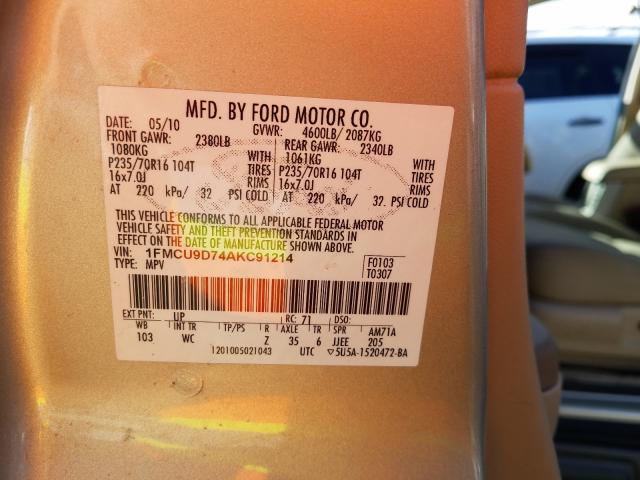 MFD. BY FORD MOTOR CO.
DATE: 05/10 GVWR: 4600LB/ 2087KG
FRONT GAWR: 2380LB REAR GAWR: 2340LB
1080KG WITH 1061KG WITH
P235/70R16 104T TIRES P235/70R16 104T TIRES
16x7.0J RIMS 16x7.0J RIMS
AT 220 kPa/ 32 PSI COLD AT 220 kPa/ 32. PSI COLD
THIS VEHICLE CONFORMS TO ALL APPLICABLE FEDERAL MOTOR
VEHICLE SAFETY AND THEFT PREVENTION STANDARDS IN
EFFECT ON THE DATE OF MANUFACTURE SHOWN ABOVE.
VIN: 1FMCU9D74AKC91214 F0103
TYPE: MPV T0307
EXT PNT: UP RC: 71 DSO:
WB INT TR TP/PS R AXLE TR SPR AM71A
103 WC Z 35 6 JJEE 205
1201005021043 UTC ▽5U5A-1520472-BA